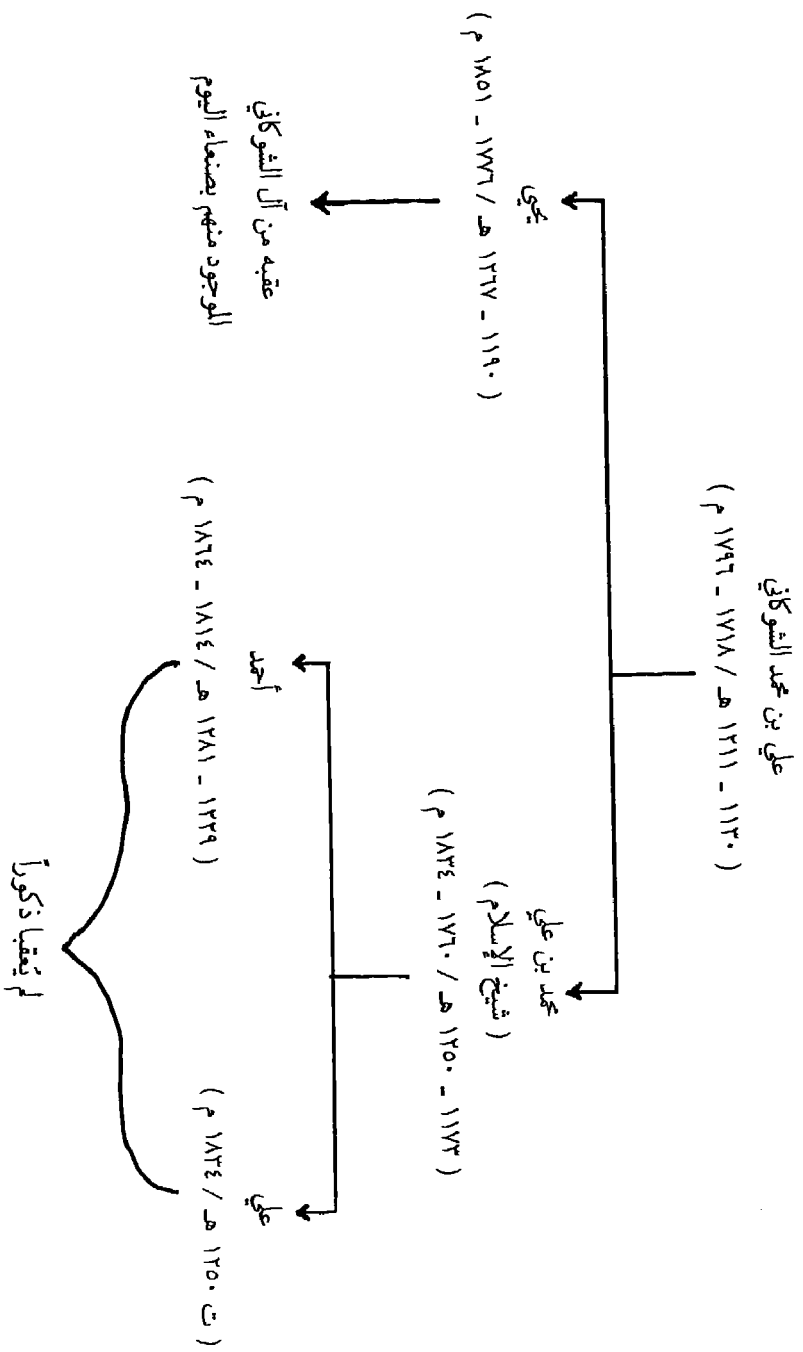 علي بن محمد الشوكاني
( ١١٣٠ - ١٢١١ هـ / ١٧١٨ - ١٧٩٦ م )
محمد بن علي
( شيخ الإسلام )
( ١١٧٣ - ١٢٥٠ هـ / ١٧٦٠ - ١٨٣٤ م )
يحيى
( ١١٩٠ - ١٢٦٧ هـ / ١٧٧٦ - ١٨٥١ م )
علي
( ت ١٢٥٠ هـ / ١٨٣٤ م )
أحمد
( ١٢٢٩ - ١٢٨١ هـ / ١٨١٤ - ١٨٦٤ م )
عقبه من آل الشوكاني
الموجود منهم بصنعاء اليوم
لم يُعقبا ذكوراً